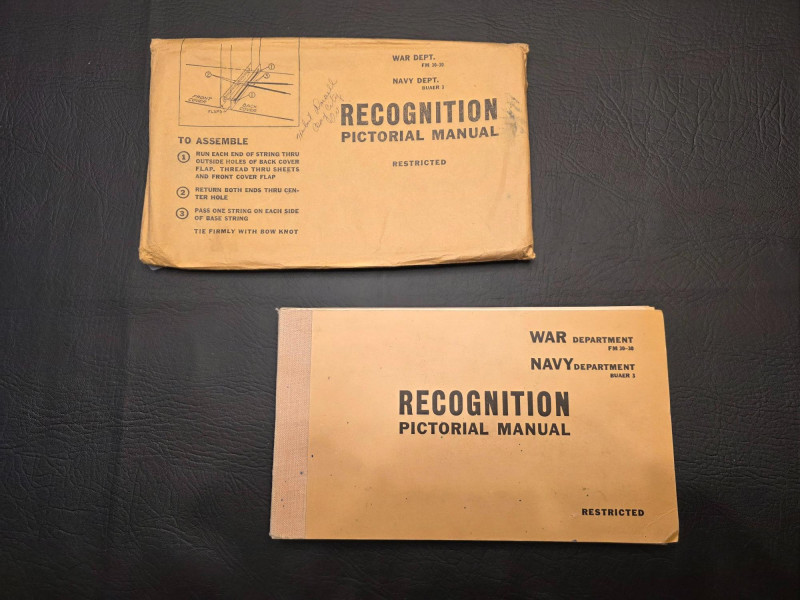 WAR DEPT.
FM 30-30
NAVY DEPT.
BUAER 3
RECOGNITION
PICTORIAL MANUAL
RESTRICTED
①
②
③
②
FRONT
COVER
FLAPS
BACK
COVER
TO ASSEMBLE
① RUN EACH END OF STRING THRU
OUTSIDE HOLES OF BACK COVER
FLAP. THREAD THRU SHEETS
AND FRONT COVER FLAP
② RETURN BOTH ENDS THRU CEN-
TER HOLE
③ PASS ONE STRING ON EACH SIDE
OF BASE STRING
TIE FIRMLY WITH BOW KNOT
WAR DEPARTMENT
FM 30-30
NAVY DEPARTMENT
BUAER 3
RECOGNITION
PICTORIAL MANUAL
RESTRICTED